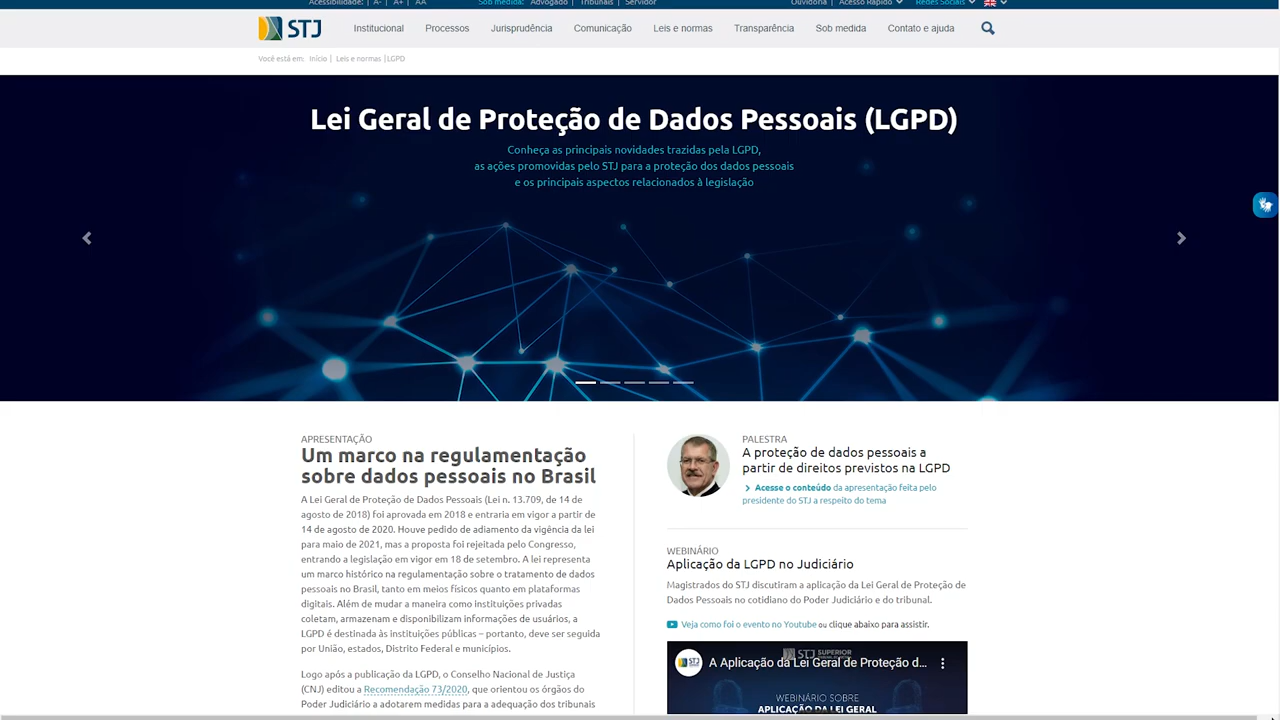 Acessibilidade: | A- | A+ | AA
Sob medida: Advogado | Tribunais | Servidor
Ouvidoria | Acesso Rápido
Redes Sociais
STJ
Institucional
Processos
Jurisprudência
Comunicação
Leis e normas
Transparência
Sob medida
Contato e ajuda
Você está em: Início | Leis e normas | LGPD
Lei Geral de Proteção de Dados Pessoais (LGPD)
Conheça as principais novidades trazidas pela LGPD,
as ações promovidas pelo STJ para a proteção dos dados pessoais
e os principais aspectos relacionados à legislação
APRESENTAÇÃO
Um marco na regulamentação
sobre dados pessoais no Brasil
A Lei Geral de Proteção de Dados Pessoais (Lei n. 13.709, de 14 de
agosto de 2018) foi aprovada em 2018 e entraria em vigor a partir de
14 de agosto de 2020. Houve pedido de adiamento da vigência da lei
para maio de 2021, mas a proposta foi rejeitada pelo Congresso,
entrando a legislação em vigor em 18 de setembro. A lei representa
um marco histórico na regulamentação sobre o tratamento de dados
pessoais no Brasil, tanto em meios físicos quanto em plataformas
digitais. Além de mudar a maneira como instituições privadas
coletam, armazenam e disponibilizam informações de usuários, a
LGPD é destinada às instituições públicas – portanto, deve ser seguida
por União, estados, Distrito Federal e municípios.
Logo após a publicação da LGPD, o Conselho Nacional de Justiça
(CNJ) editou a Recomendação 73/2020, que orientou os órgãos do
Poder Judiciário a adotarem medidas para a adequação dos tribunais
PALESTRA
A proteção de dados pessoais a
partir de direitos previstos na LGPD
Acesse o conteúdo da apresentação feita pelo
presidente do STJ a respeito do tema
WEBINÁRIO
Aplicação da LGPD no Judiciário
Magistrados do STJ discutiram a aplicação da Lei Geral de Proteção de
Dados Pessoais no cotidiano do Poder Judiciário e do tribunal.
Veja como foi o evento no Youtube ou clique abaixo para assistir.
STJ SUPERIOR
STJ
A Aplicação da Lei Geral de Proteção d...
WEBINÁRIO SOBRE
APLICAÇÃO DA LEI GERAL